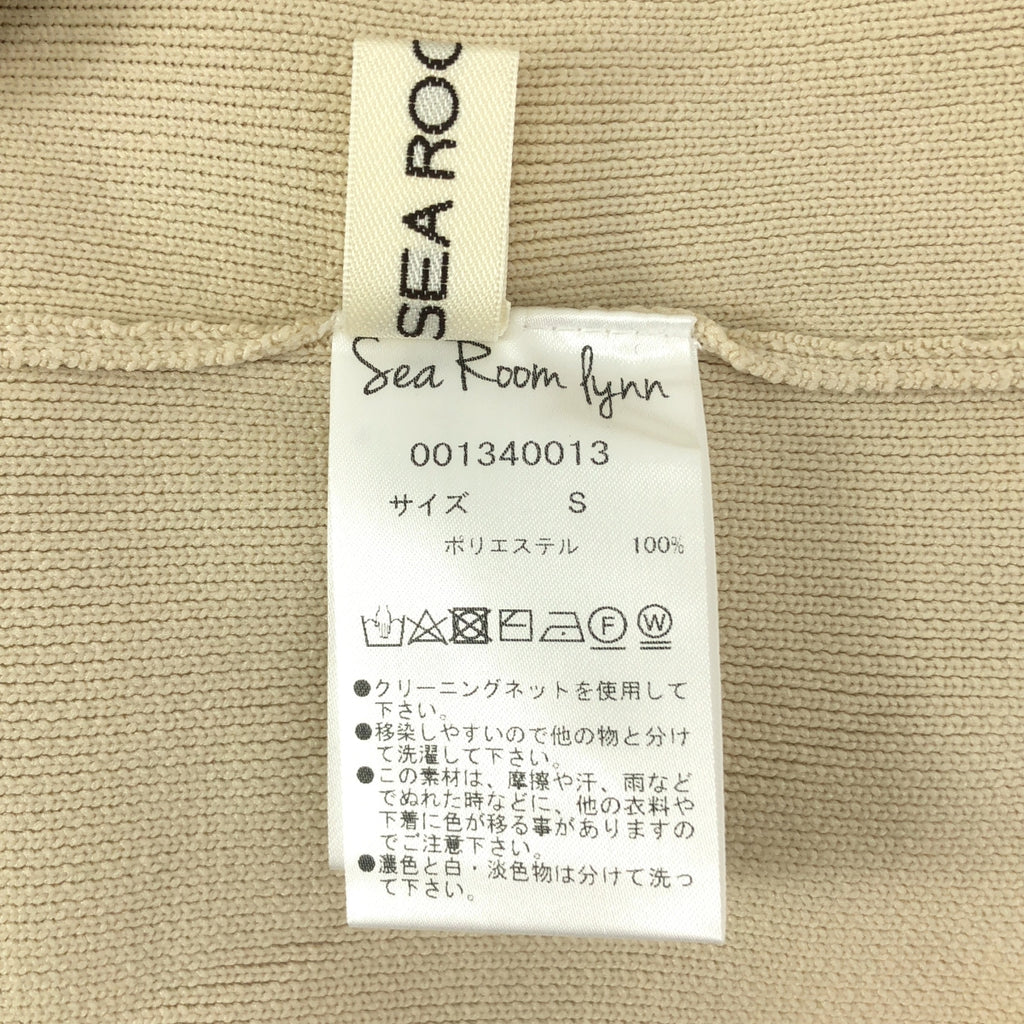 SEA ROO
Sea Room lynn
001340013
サイズ S
ポリエステル 100%
F W
●クリーニングネットを使用して
下さい。
●移染しやすいので他の物と分け
て洗濯して下さい。
●この素材は、摩擦や汗、雨など
でぬれた時などに、他の衣料や
下着に色が移る事がありますの
でご注意下さい。
●濃色と白・淡色物は分けて洗っ
て下さい。